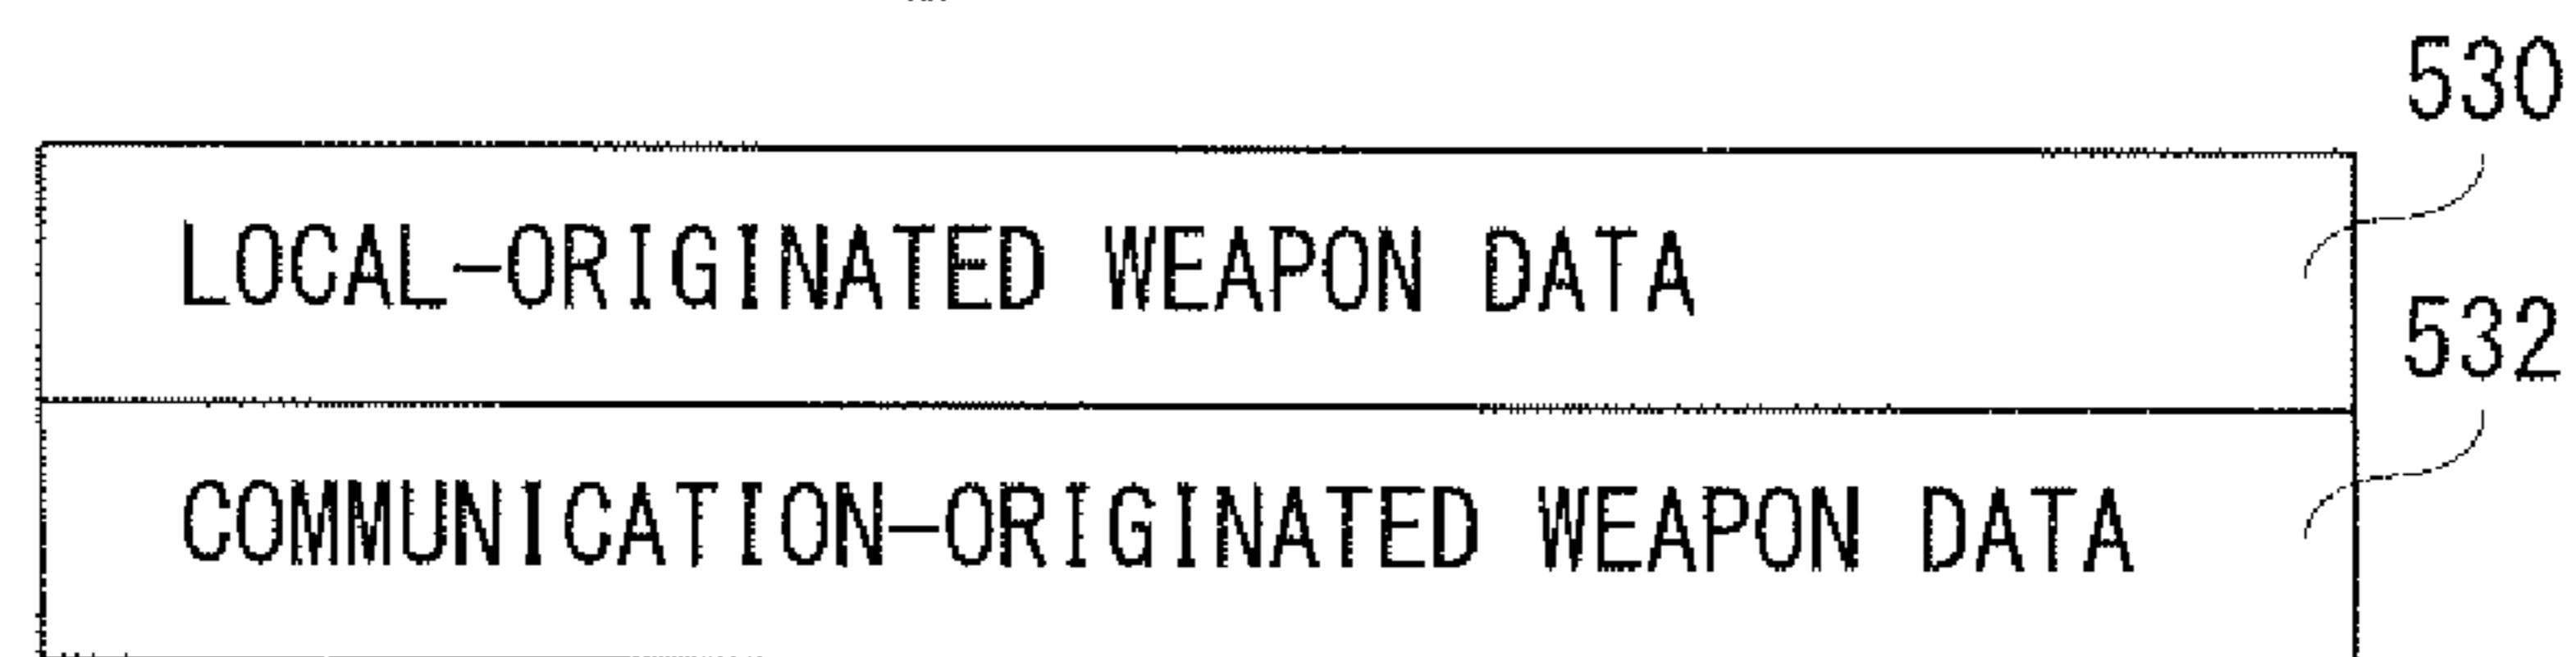 530
LOCAL-ORIGINATED WEAPON DATA
532
COMMUNICATION-ORIGINATED WEAPON DATA